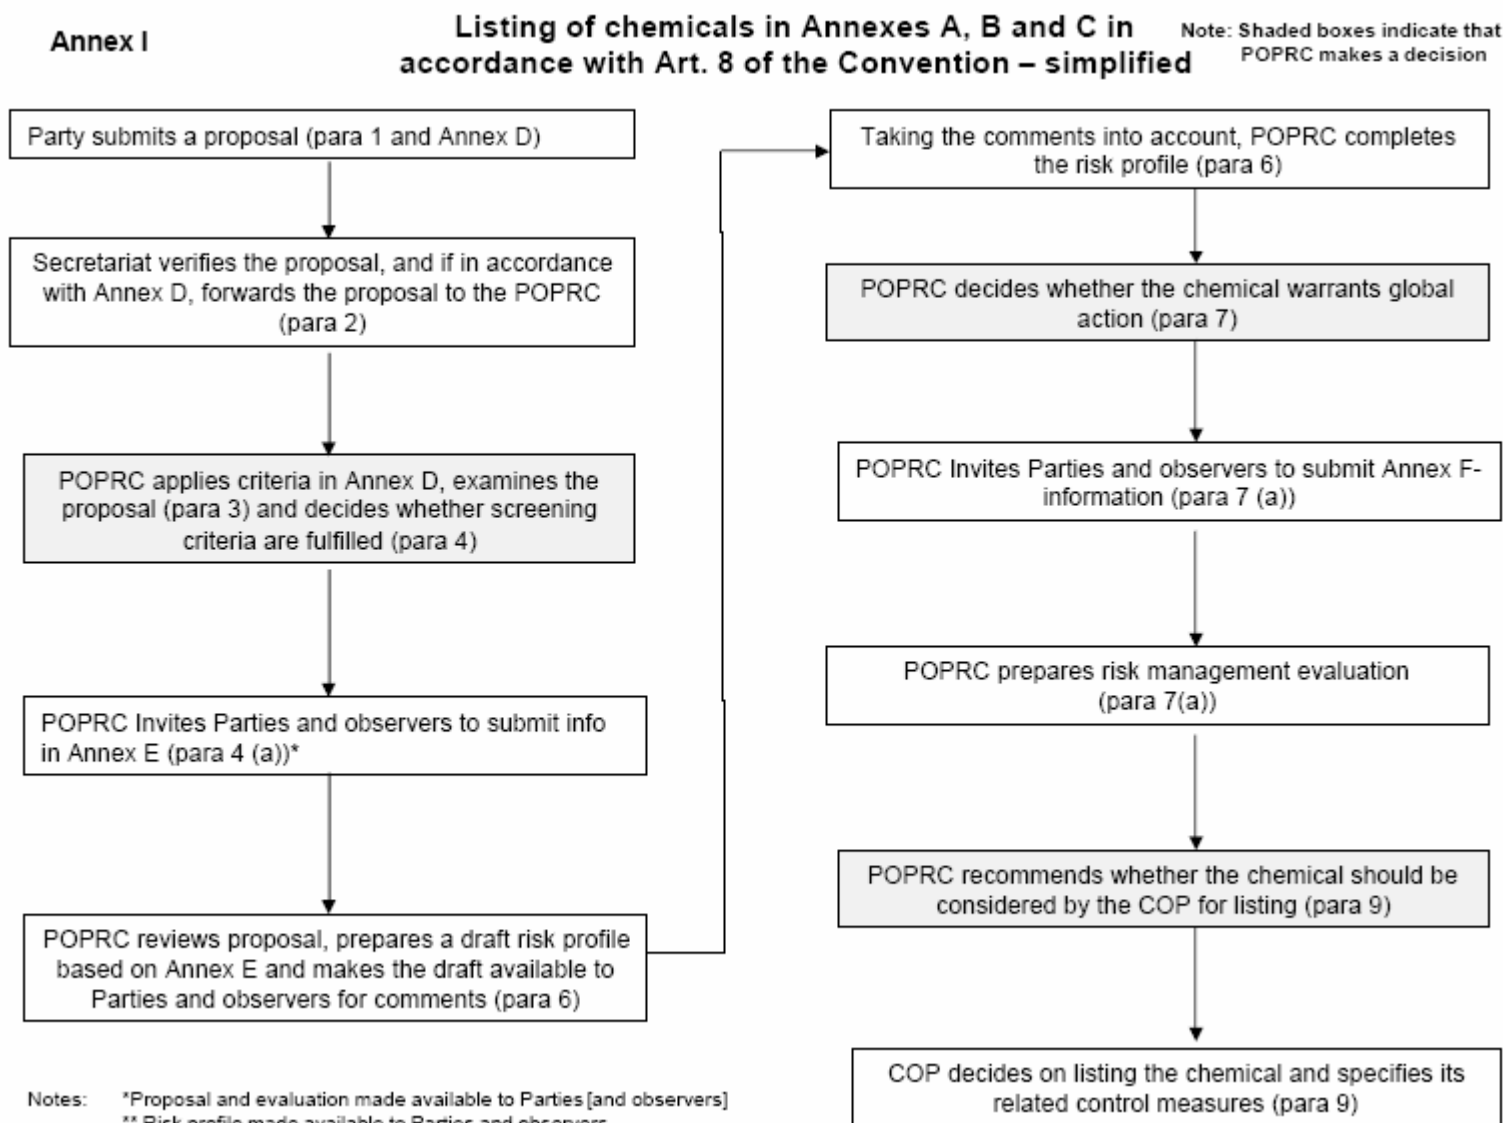 Annex I
Listing of chemicals in Annexes A, B and C in
accordance with Art. 8 of the Convention – simplified
Note: Shaded boxes indicate that
POPRC makes a decision
Party submits a proposal (para 1 and Annex D)
Secretariat verifies the proposal, and if in accordance
with Annex D, forwards the proposal to the POPRC
(para 2)
POPRC applies criteria in Annex D, examines the
proposal (para 3) and decides whether screening
criteria are fulfilled (para 4)
POPRC Invites Parties and observers to submit info
in Annex E (para 4 (a))*
POPRC reviews proposal, prepares a draft risk profile
based on Annex E and makes the draft available to
Parties and observers for comments (para 6)
Taking the comments into account, POPRC completes
the risk profile (para 6)
POPRC decides whether the chemical warrants global
action (para 7)
POPRC Invites Parties and observers to submit Annex F-
information (para 7 (a))
POPRC prepares risk management evaluation
(para 7(a))
POPRC recommends whether the chemical should be
considered by the COP for listing (para 9)
COP decides on listing the chemical and specifies its
related control measures (para 9)
Notes: *Proposal and evaluation made available to Parties [and observers]
** Risk profile made available to Parties and observers